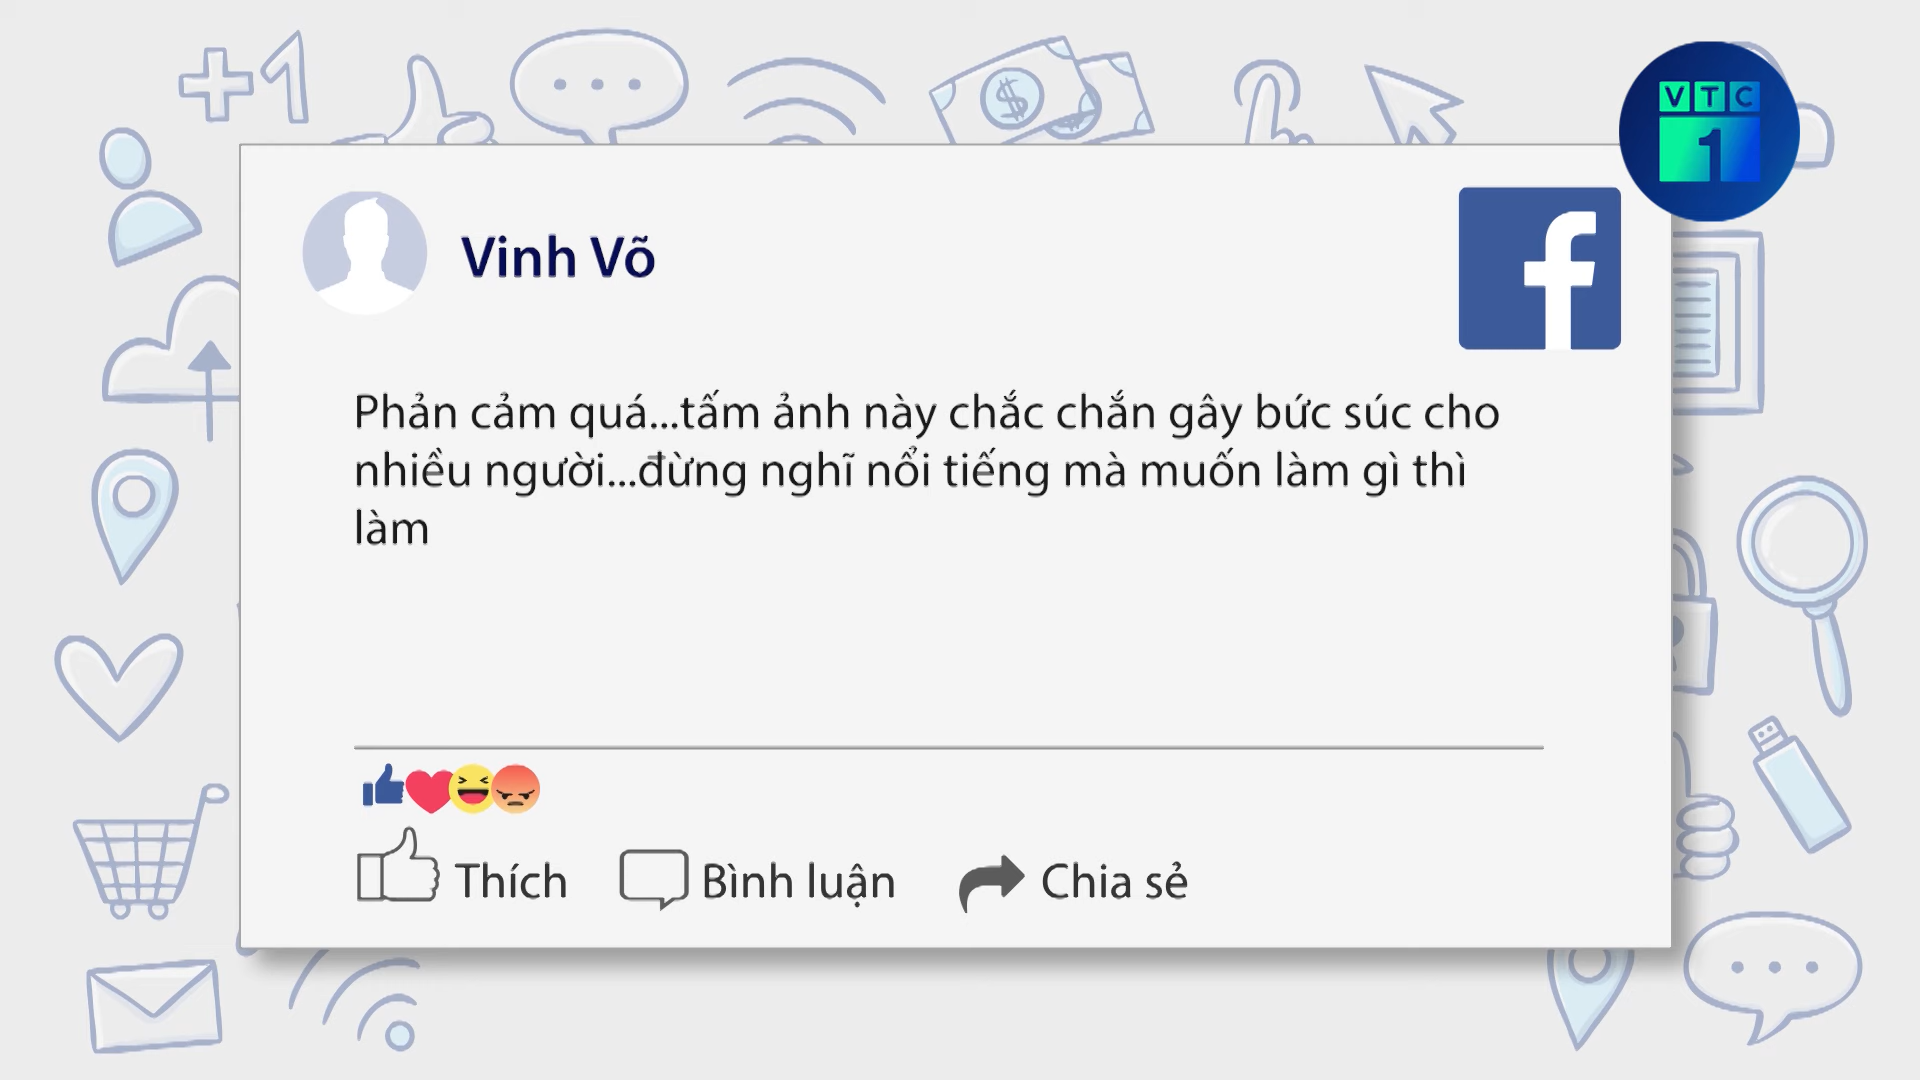 +1
VTC
1
Vinh Võ
f
Phản cảm quá...tấm ảnh này chắc chắn gây bức súc cho
nhiều người...đừng nghĩ nổi tiếng mà muốn làm gì thì
làm
Thích Bình luận Chia sẻ